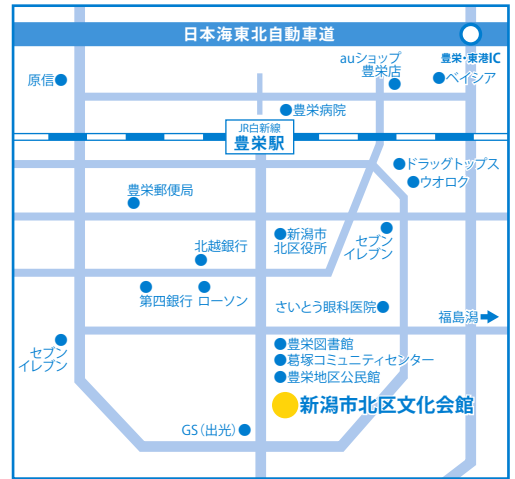 日本海東北自動車道
豊栄・東港IC
auショップ
豊栄店
原信
ベイシア
豊栄病院
JR白新線
豊栄駅
ドラッグトップス
ウオロク
豊栄郵便局
新潟市
北区役所
セブン
イレブン
北越銀行
第四銀行
ローソン
さいとう眼科医院
福島潟
セブン
イレブン
豊栄図書館
葛塚コミュニティセンター
豊栄地区公民館
新潟市北区文化会館
GS（出光）